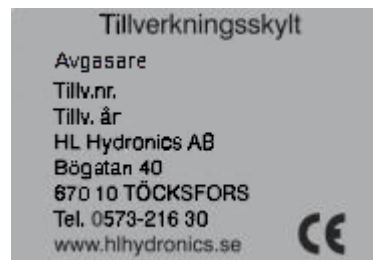 Tillverkningsskylt
Avgasare
Tillv.nr.
Tillv. år
HL Hydronics AB
Bögatan 40
670 10 TÖCKSFORS
Tel. 0573-216 30
www.hlhydronics.se
CE